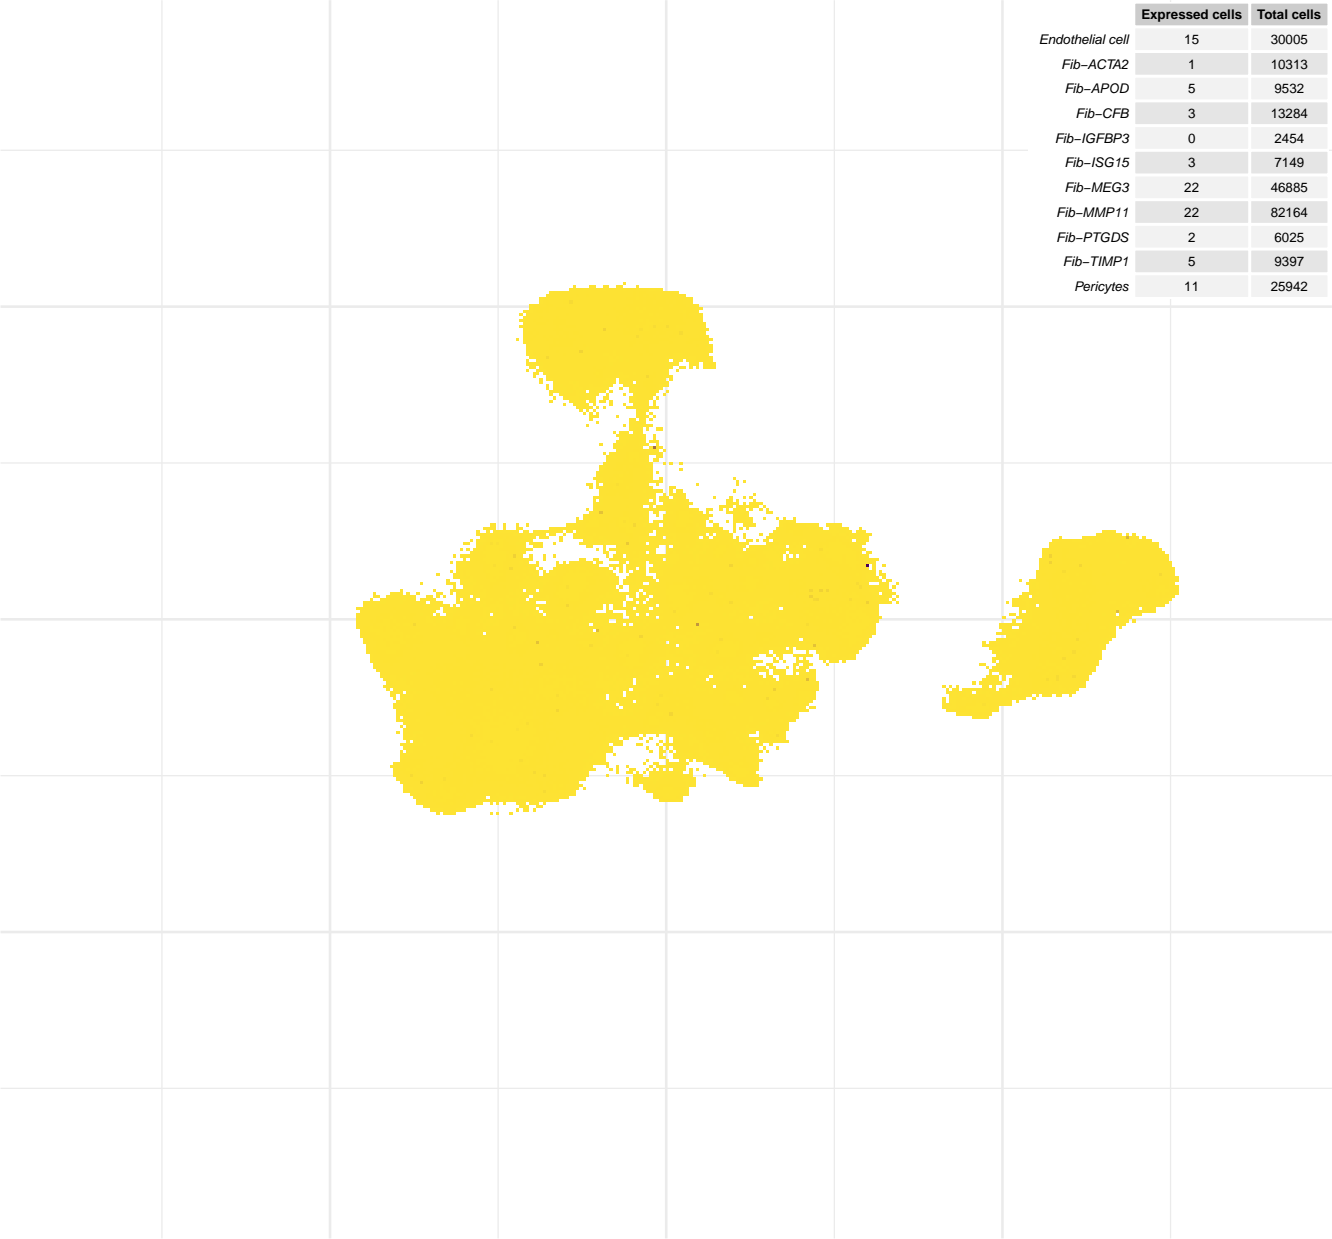 Expressed cells Total cells
Endothelial cell 15 30005
Fib−ACTA2 1 10313
Fib−APOD 5 9532
Fib−CFB 3 13284
Fib−IGFBP3 0 2454
Fib−ISG15 3 7149
Fib−MEG3 22 46885
Fib−MMP11 22 82164
Fib−PTGDS 2 6025
Fib−TIMP1 5 9397
Pericytes 11 25942